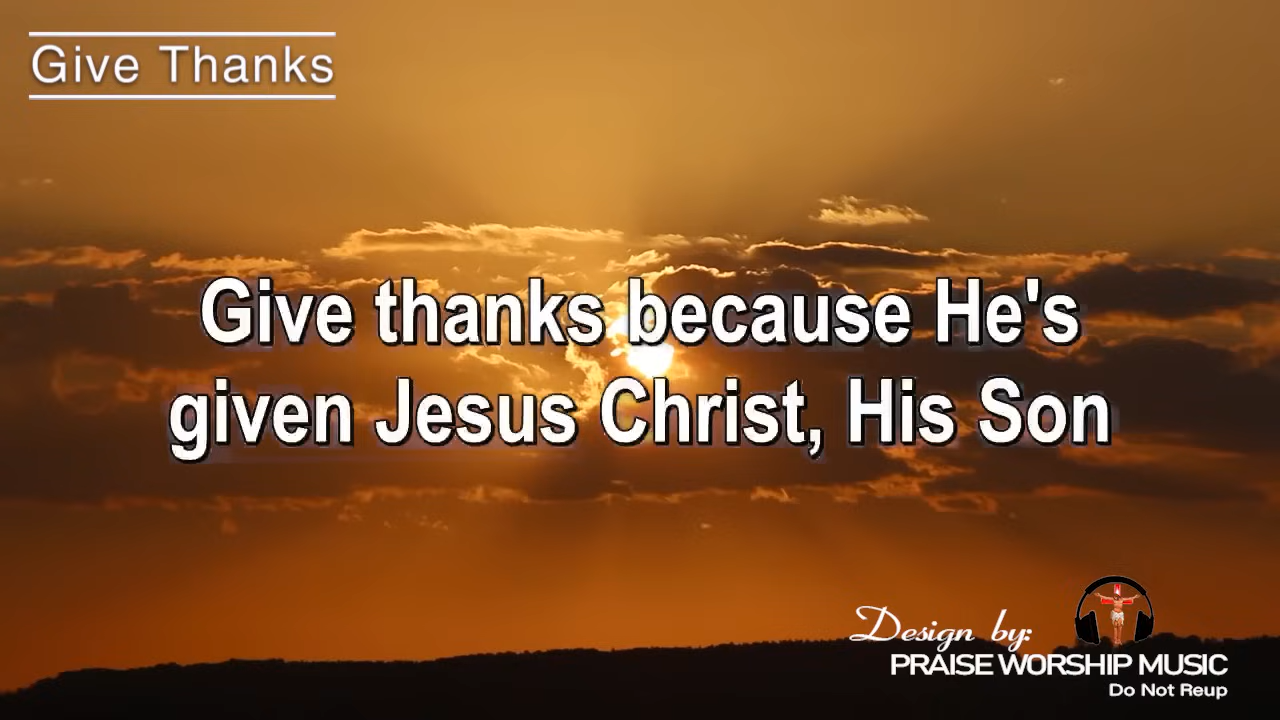 Give Thanks
Give thanks because He's
given Jesus Christ, His Son
Design by:
PRAISE WORSHIP MUSIC
Do Not Reup